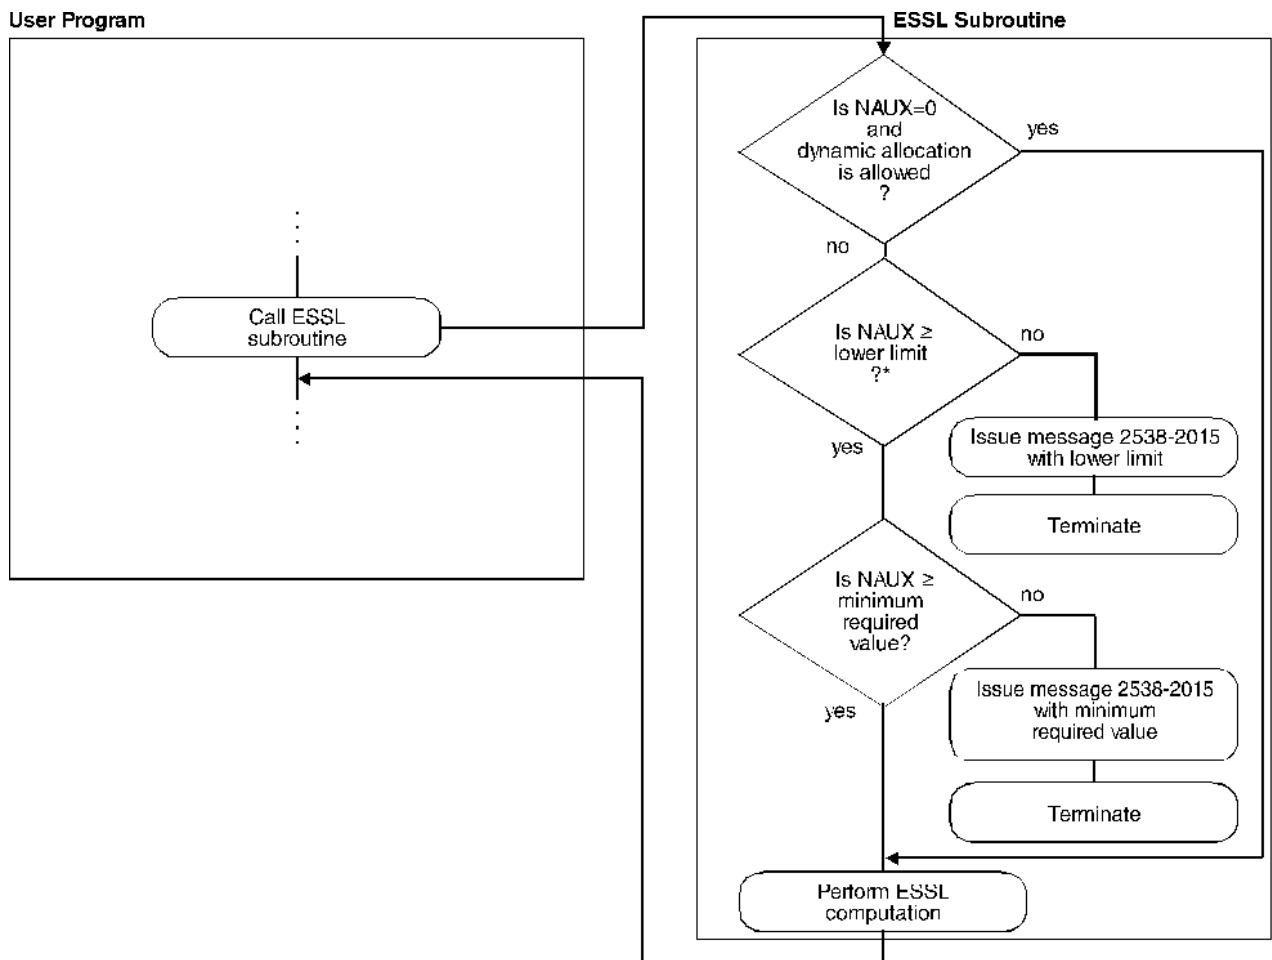 User Program
ESSL Subroutine
Is NAUX=0
and
dynamic allocation
is allowed
?
yes
no
Call ESSL
subroutine
Is NAUX ≥
lower limit
?*
no
yes
Issue message 2538-2015
with lower limit
Terminate
Is NAUX ≥
minimum
required
value?
no
yes
Issue message 2538-2015
with minimum
required value
Terminate
Perform ESSL
computation